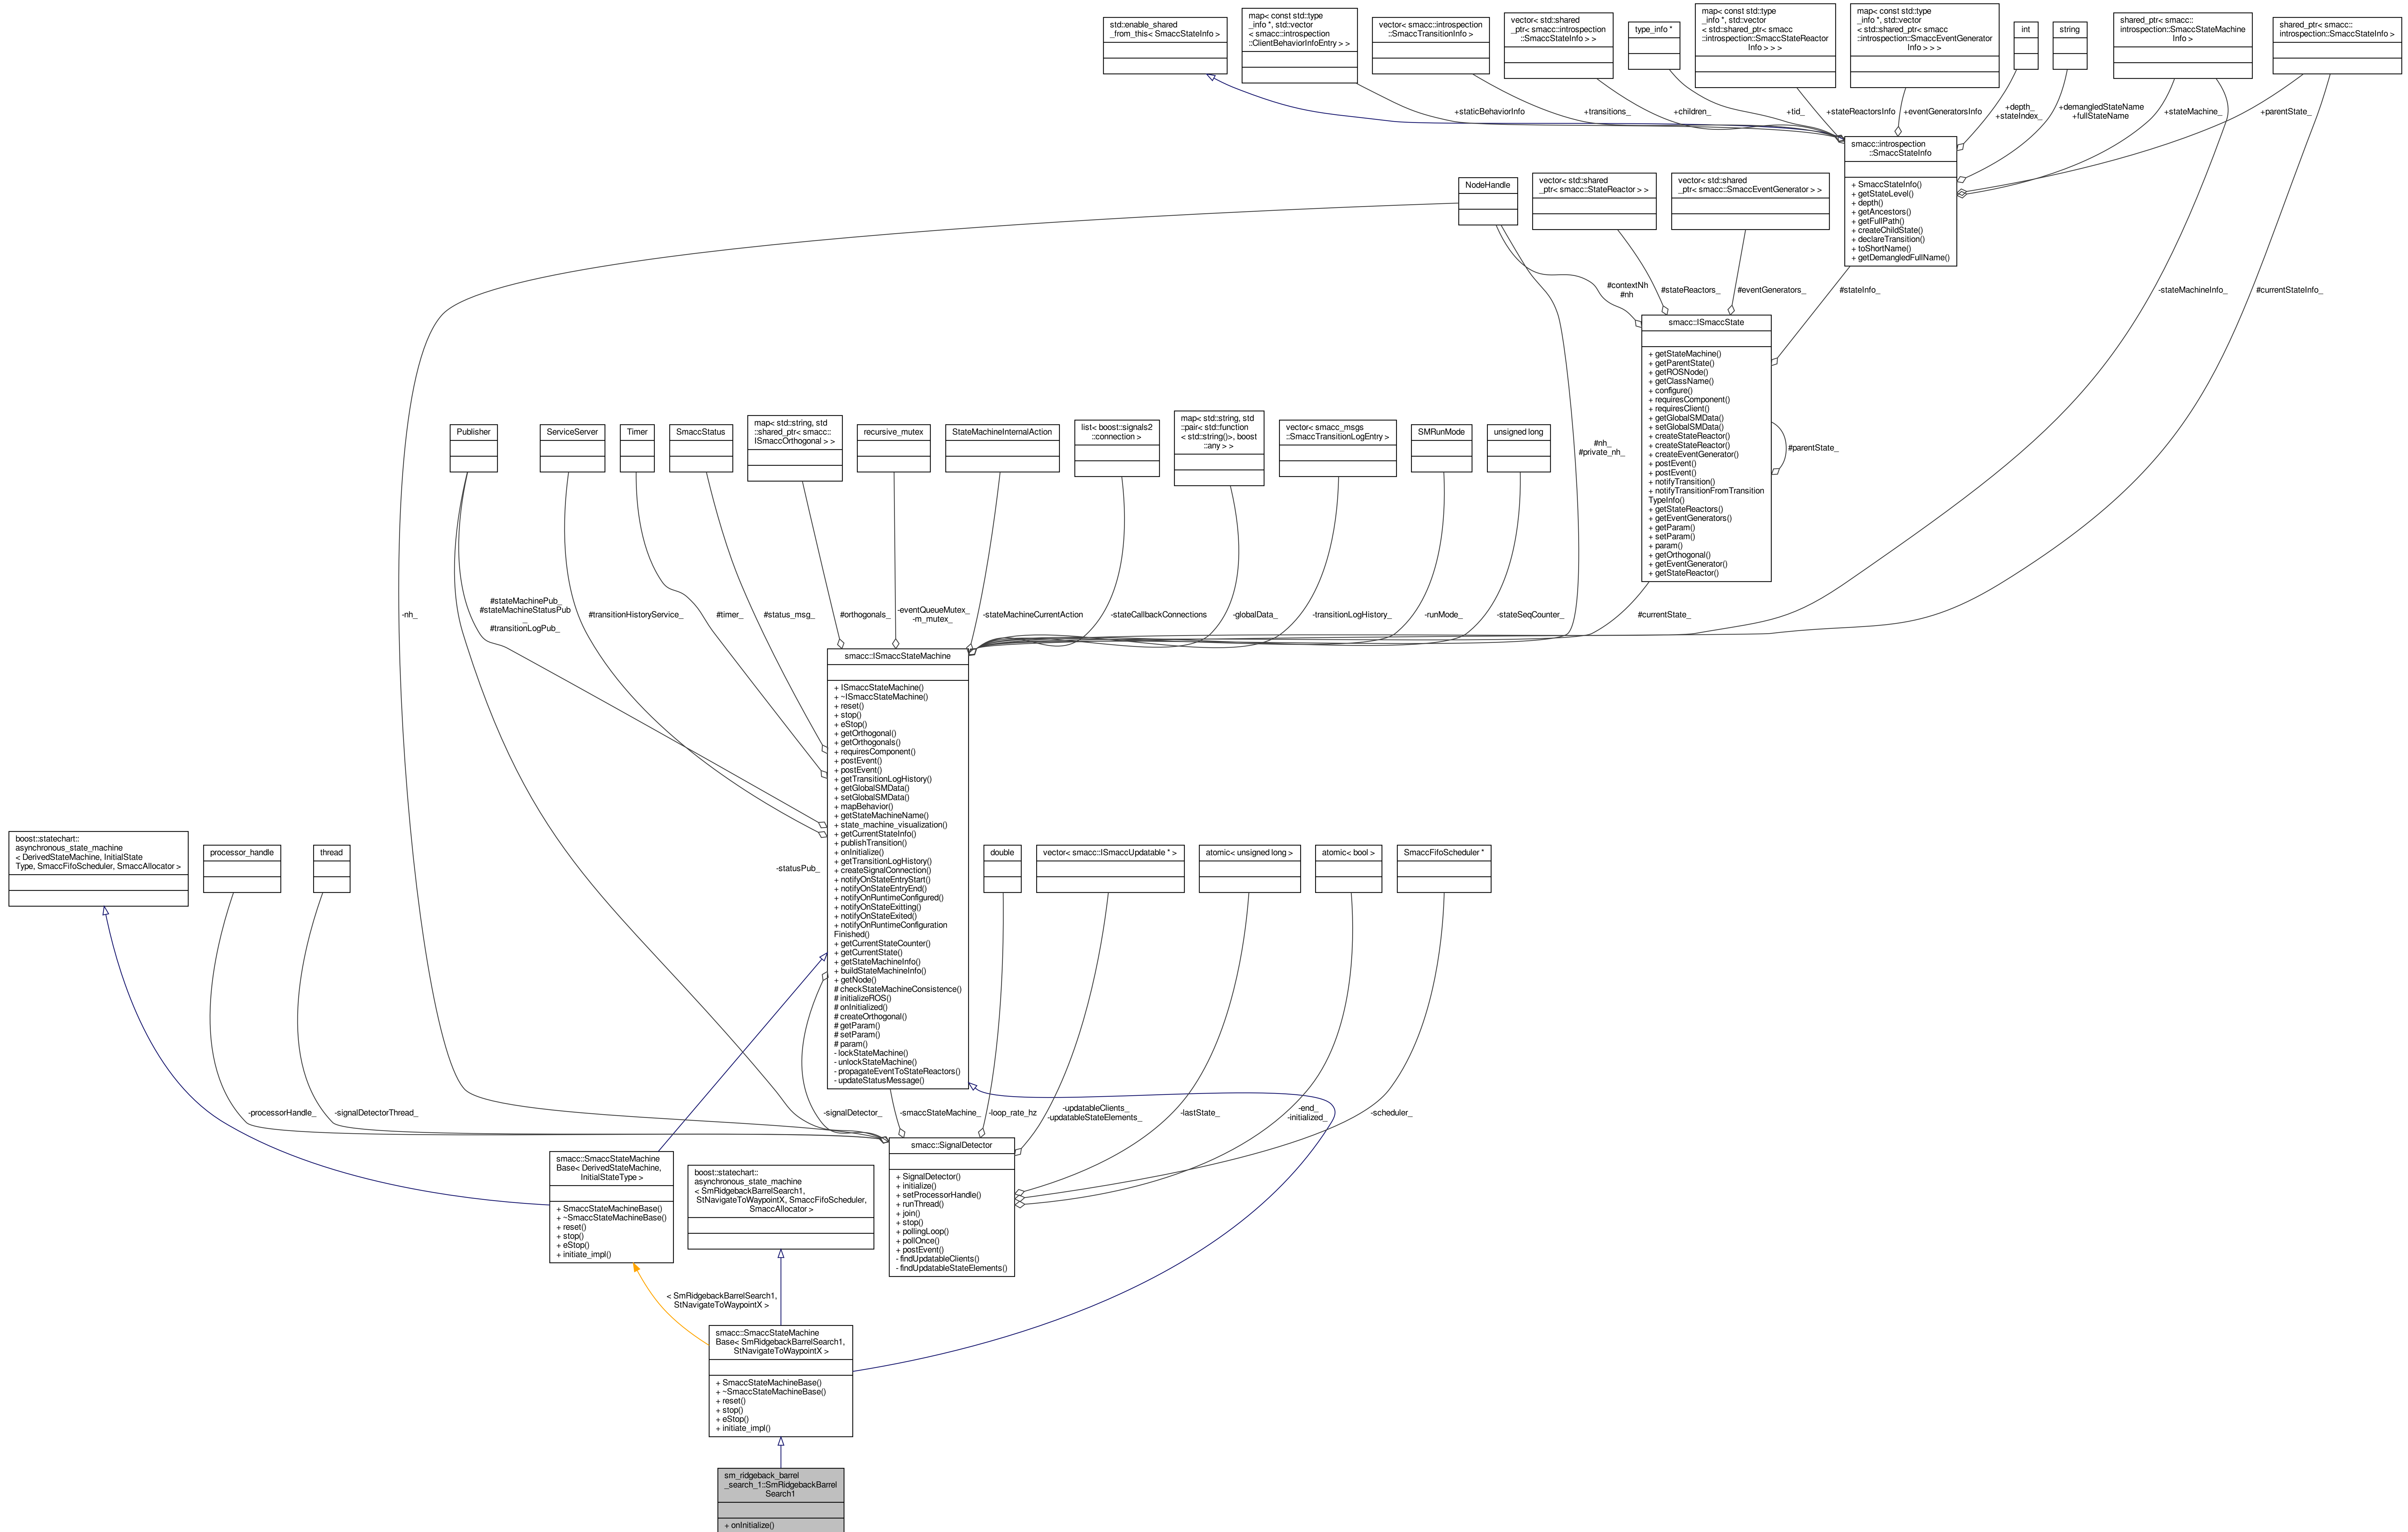 std::enable_shared
_from_this< SmaccStateInfo >
map< const std::type
_info *, std::vector
< smacc::introspection
::ClientBehaviorInfoEntry > >
vector< smacc::introspection
::SmaccTransitionInfo >
vector< std::shared
_ptr< smacc::introspection
::SmaccStateInfo > >
type_info *
map< const std::type
_info *, std::vector
< std::shared_ptr< smacc
::introspection::SmaccStateReactor
Info > > >
map< const std::type
_info *, std::vector
< std::shared_ptr< smacc
::introspection::SmaccEventGenerator
Info > > >
int
string
shared_ptr< smacc::
introspection::SmaccStateMachine
Info >
shared_ptr< smacc::
introspection::SmaccStateInfo >
+staticBehaviorInfo
+transitions_
+children_
+tid_
+stateReactorsInfo
+eventGeneratorsInfo
+depth_
+stateIndex_
+demangledStateName
+fullStateName
+stateMachine_
+parentState_
smacc::introspection
::SmaccStateInfo
+ SmaccStateInfo()
+ getStateLevel()
+ depth()
+ getAncestors()
+ getFullPath()
+ createChildState()
+ declareTransition()
+ toShortName()
+ getDemangledFullName()
NodeHandle
vector< std::shared
_ptr< smacc::StateReactor > >
vector< std::shared
_ptr< smacc::SmaccEventGenerator > >
#contextNh
#nh
#stateReactors_
#eventGenerators_
#stateInfo_
-stateMachineInfo_
#currentStateInfo_
smacc::ISmaccState
+ getStateMachine()
+ getParentState()
+ getROSNode()
+ getClassName()
+ configure()
+ requiresComponent()
+ requiresClient()
+ getGlobalSMData()
+ setGlobalSMData()
+ createStateReactor()
+ createStateReactor()
+ createEventGenerator()
+ postEvent()
+ postEvent()
+ notifyTransition()
+ notifyTransitionFromTransition
TypeInfo()
+ getStateReactors()
+ getEventGenerators()
+ getParam()
+ setParam()
+ param()
+ getOrthogonal()
+ getEventGenerator()
+ getStateReactor()
#parentState_
Publisher
ServiceServer
Timer
SmaccStatus
map< std::string, std
::shared_ptr< smacc::
ISmaccOrthogonal > >
recursive_mutex
StateMachineInternalAction
list< boost::signals2
::connection >
map< std::string, std
::pair< std::function
< std::string()>, boost
::any > >
vector< smacc_msgs
::SmaccTransitionLogEntry >
SMRunMode
unsigned long
#nh_
#private_nh_
-nh_
#stateMachinePub_
#stateMachineStatusPub
_
#transitionLogPub_
#transitionHistoryService_
#timer_
#status_msg_
#orthogonals_
-eventQueueMutex_
-m_mutex_
-stateMachineCurrentAction
-stateCallbackConnections
-globalData_
-transitionLogHistory_
-runMode_
-stateSeqCounter_
#currentState_
smacc::ISmaccStateMachine
+ ISmaccStateMachine()
+ ~ISmaccStateMachine()
+ reset()
+ stop()
+ eStop()
+ getOrthogonal()
+ getOrthogonals()
+ requiresComponent()
+ postEvent()
+ postEvent()
+ getTransitionLogHistory()
+ getGlobalSMData()
+ setGlobalSMData()
+ mapBehavior()
+ getStateMachineName()
+ state_machine_visualization()
+ getCurrentStateInfo()
+ publishTransition()
+ onInitialize()
+ getTransitionLogHistory()
+ createSignalConnection()
+ notifyOnStateEntryStart()
+ notifyOnStateEntryEnd()
+ notifyOnRuntimeConfigured()
+ notifyOnStateExitting()
+ notifyOnStateExited()
+ notifyOnRuntimeConfiguration
Finished()
+ getCurrentStateCounter()
+ getCurrentState()
+ getStateMachineInfo()
+ buildStateMachineInfo()
+ getNode()
# checkStateMachineConsistence()
# initializeROS()
# onInitialized()
# createOrthogonal()
# getParam()
# setParam()
# param()
- lockStateMachine()
- unlockStateMachine()
- propagateEventToStateReactors()
- updateStatusMessage()
boost::statechart::
asynchronous_state_machine
< DerivedStateMachine, InitialState
Type, SmaccFifoScheduler, SmaccAllocator >
processor_handle
thread
-statusPub_
double
vector< smacc::ISmaccUpdatable * >
atomic< unsigned long >
atomic< bool >
SmaccFifoScheduler *
-processorHandle_
-signalDetectorThread_
-signalDetector_
-smaccStateMachine_
-loop_rate_hz
-updatableClients_
-updatableStateElements_
-lastState_
-end_
-initialized_
-scheduler_
smacc::SignalDetector
+ SignalDetector()
+ initialize()
+ setProcessorHandle()
+ runThread()
+ join()
+ stop()
+ pollingLoop()
+ pollOnce()
+ postEvent()
- findUpdatableClients()
- findUpdatableStateElements()
smacc::SmaccStateMachine
Base< DerivedStateMachine,
InitialStateType >
+ SmaccStateMachineBase()
+ ~SmaccStateMachineBase()
+ reset()
+ stop()
+ eStop()
+ initiate_impl()
boost::statechart::
asynchronous_state_machine
< SmRidgebackBarrelSearch1,
StNavigateToWaypointX, SmaccFifoScheduler,
SmaccAllocator >
< SmRidgebackBarrelSearch1,
StNavigateToWaypointX >
smacc::SmaccStateMachine
Base< SmRidgebackBarrelSearch1,
StNavigateToWaypointX >
+ SmaccStateMachineBase()
+ ~SmaccStateMachineBase()
+ reset()
+ stop()
+ eStop()
+ initiate_impl()
sm_ridgeback_barrel
_search_1::SmRidgebackBarrel
Search1
+ onInitialize()